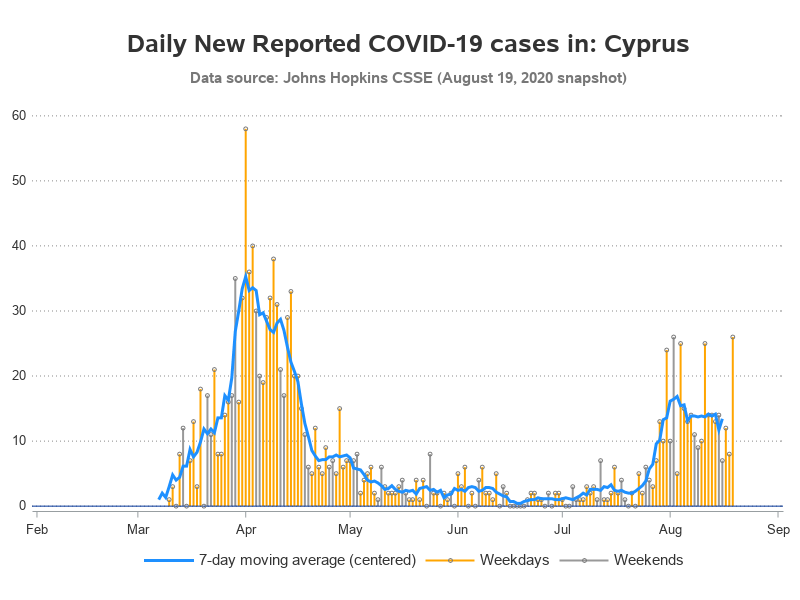 Daily New Reported COVID-19 cases in: Cyprus
Data source: Johns Hopkins CSSE (August 19, 2020 snapshot)
60
50
40
30
20
10
0
Feb Mar Apr May Jun Jul Aug Sep
7-day moving average (centered) Weekdays Weekends